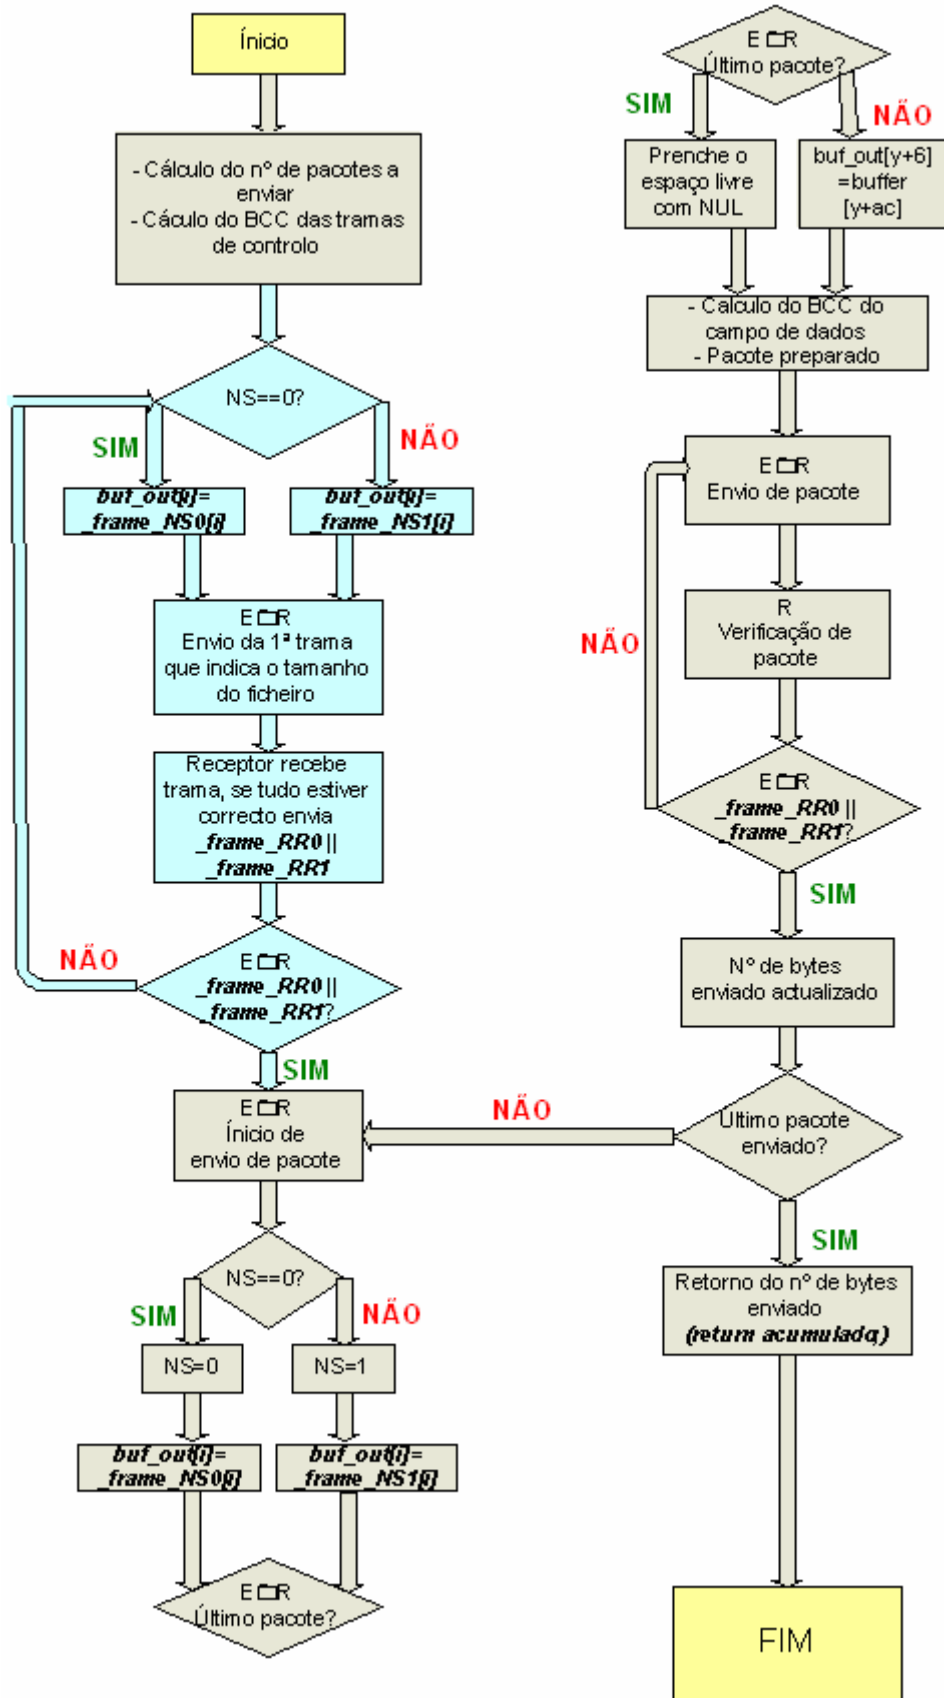 Ínicio
- Cálculo do nº de pacotes a
enviar
- Cáculo do BCC das tramas
de controlo
NS==0?
SIM
NÃO
buf_out[i]=
_frame_NS0[i]
buf_out[i]=
_frame_NS1[i]
E R
Envio da 1ª trama
que indica o tamanho
do ficheiro
Receptor recebe
trama, se tudo estiver
correcto envia
_frame_RR0 ||
_frame_RR1
NÃO
E R
_frame_RR0 ||
_frame_RR1?
SIM
E R
Ínicio de
envio de pacote
NS==0?
SIM
NÃO
NS=0
NS=1
buf_out[i]=
_frame_NS0[i]
buf_out[i]=
_frame_NS1[i]
E R
Último pacote?
E R
Último pacote?
SIM
NÃO
Prenche o
espaço livre
com NUL
buf_out[y+6]
=buffer
[y+ac]
- Calculo do BCC do
campo de dados
- Pacote preparado
E R
Envio de pacote
NÃO
R
Verificação de
pacote
E R
_frame_RR0 ||
_frame_RR1?
SIM
Nº de bytes
enviado actualizado
NÃO
Último pacote
enviado?
SIM
Retorno do nº de bytes
enviado
(return acumulado;)
FIM